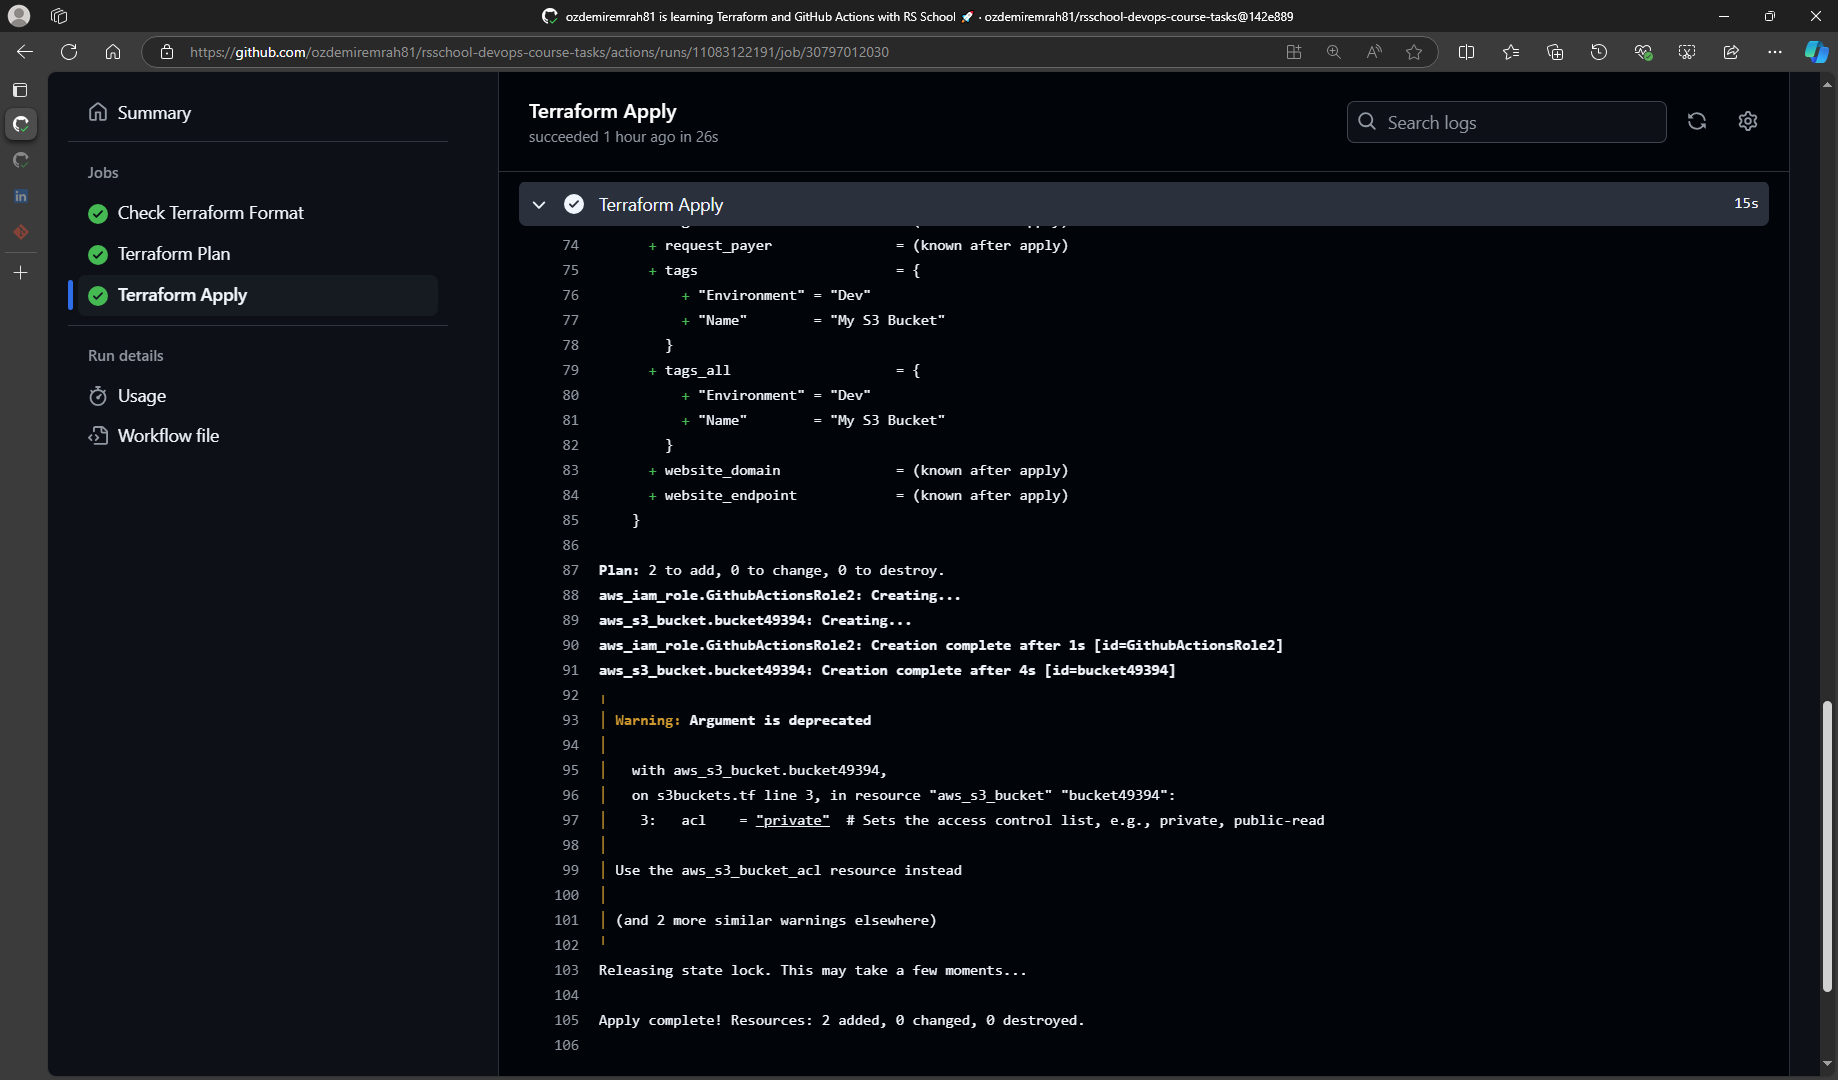 ozdemiremrah81 is learning Terraform and GitHub Actions with RS School 🚀 · ozdemiremrah81/rsschool-devops-course-tasks@142e889
https://github.com/ozdemiremrah81/rsschool-devops-course-tasks/actions/runs/11083122191/job/30797012030
Summary
Jobs
Check Terraform Format
Terraform Plan
Terraform Apply
Run details
Usage
Workflow file
Terraform Apply
succeeded 1 hour ago in 26s
Search logs
Terraform Apply 15s
74 + request_payer = (known after apply)
75 + tags = {
76 + "Environment" = "Dev"
77 + "Name" = "My S3 Bucket"
78 }
79 + tags_all = {
80 + "Environment" = "Dev"
81 + "Name" = "My S3 Bucket"
82 }
83 + website_domain = (known after apply)
84 + website_endpoint = (known after apply)
85 }
86
87 Plan: 2 to add, 0 to change, 0 to destroy.
88 aws_iam_role.GithubActionsRole2: Creating...
89 aws_s3_bucket.bucket49394: Creating...
90 aws_iam_role.GithubActionsRole2: Creation complete after 1s [id=GithubActionsRole2]
91 aws_s3_bucket.bucket49394: Creation complete after 4s [id=bucket49394]
92 ╷
93 │ Warning: Argument is deprecated
94 │
95 │ with aws_s3_bucket.bucket49394,
96 │ on s3buckets.tf line 3, in resource "aws_s3_bucket" "bucket49394":
97 │ 3: acl = "private" # Sets the access control list, e.g., private, public-read
98 │
99 │ Use the aws_s3_bucket_acl resource instead
100 │
101 │ (and 2 more similar warnings elsewhere)
102 ╵
103 Releasing state lock. This may take a few moments...
104
105 Apply complete! Resources: 2 added, 0 changed, 0 destroyed.
106